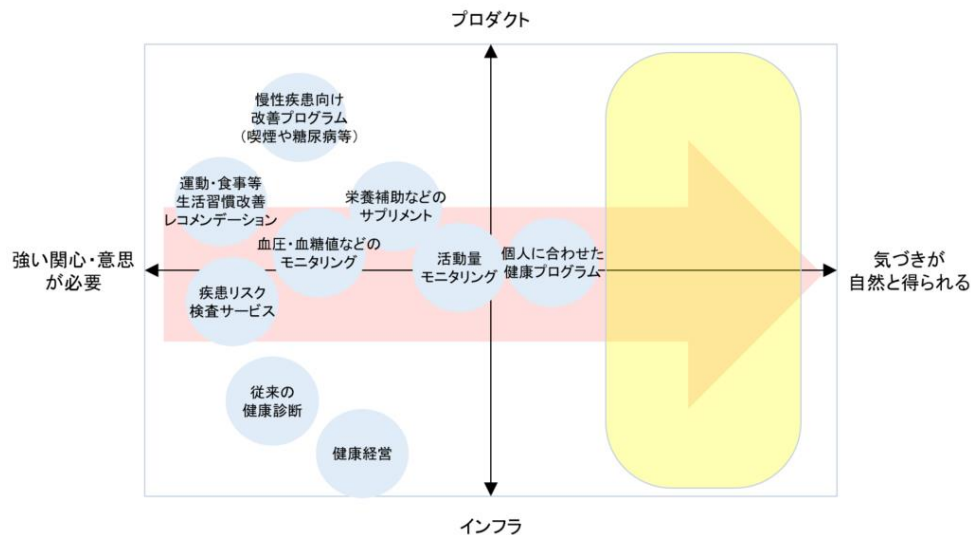 プロダクト
慢性疾患向け
改善プログラム
(喫煙や糖尿病等)
運動・食事等
生活習慣改善
レコメンデーション
栄養補助などの
サプリメント
血圧・血糖値などの
モニタリング
活動量
モニタリング
個人に合わせた
健康プログラム
強い関心・意思
が必要
気づきが
自然と得られる
疾患リスク
検査サービス
従来の
健康診断
健康経営
インフラ